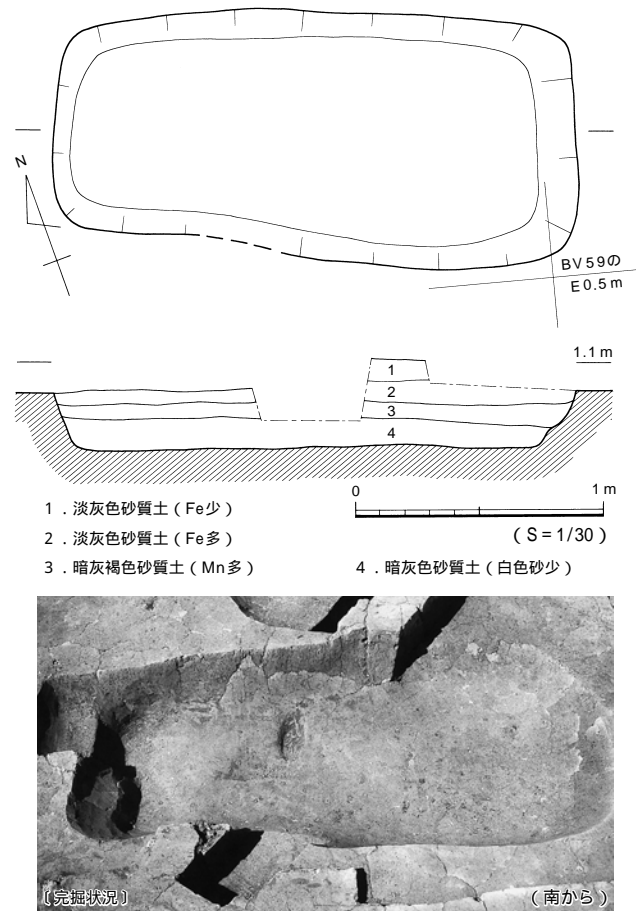 N
BV59の
E0.5m
1.1m
1
2
3
4
0 1m
(S=1/30)
1.淡灰色砂質土(Fe少)
2.淡灰色砂質土(Fe多)
3.暗灰褐色砂質土(Mn多) 4.暗灰色砂質土(白色砂少)
〔完掘状況〕 (南から)